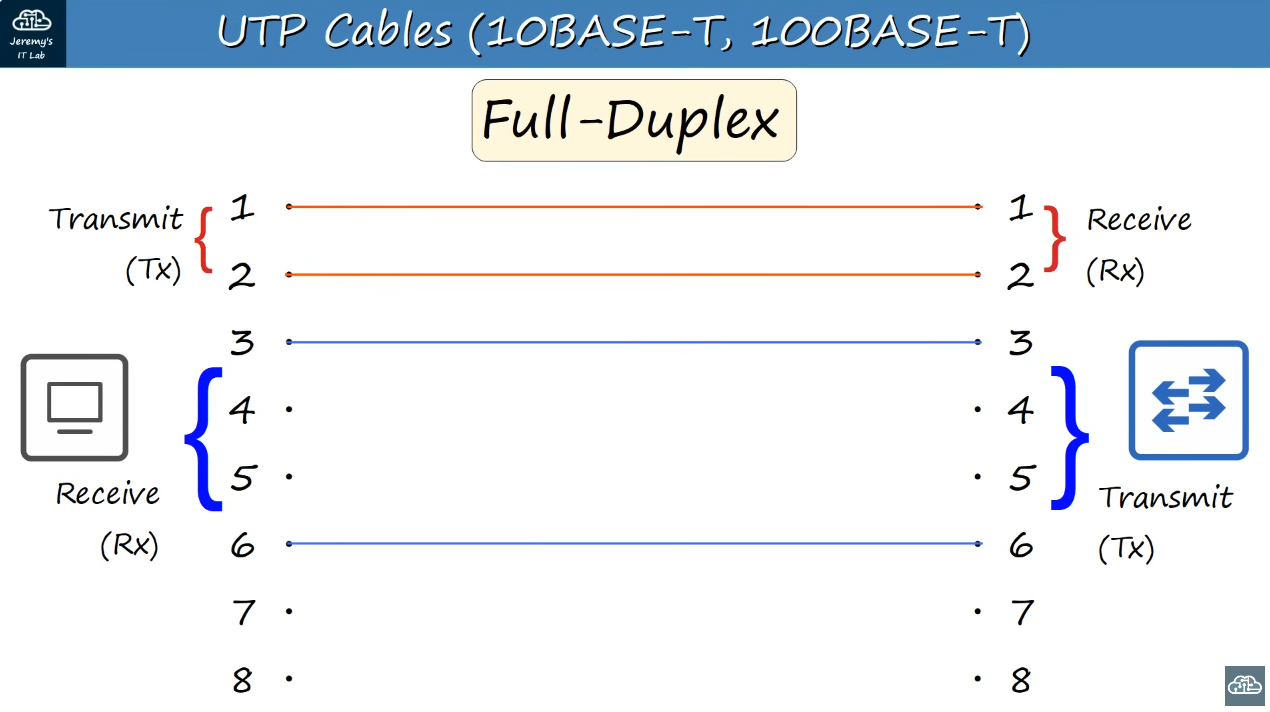 Jeremy's
IT Lab
UTP Cables (10BASE-T, 100BASE-T)
Full-Duplex
Transmit
(Tx)
1
2
3
4
5
6
7
8
Receive
(Rx)
1
2
3
4
5
6
7
8
Receive
(Rx)
Transmit
(Tx)